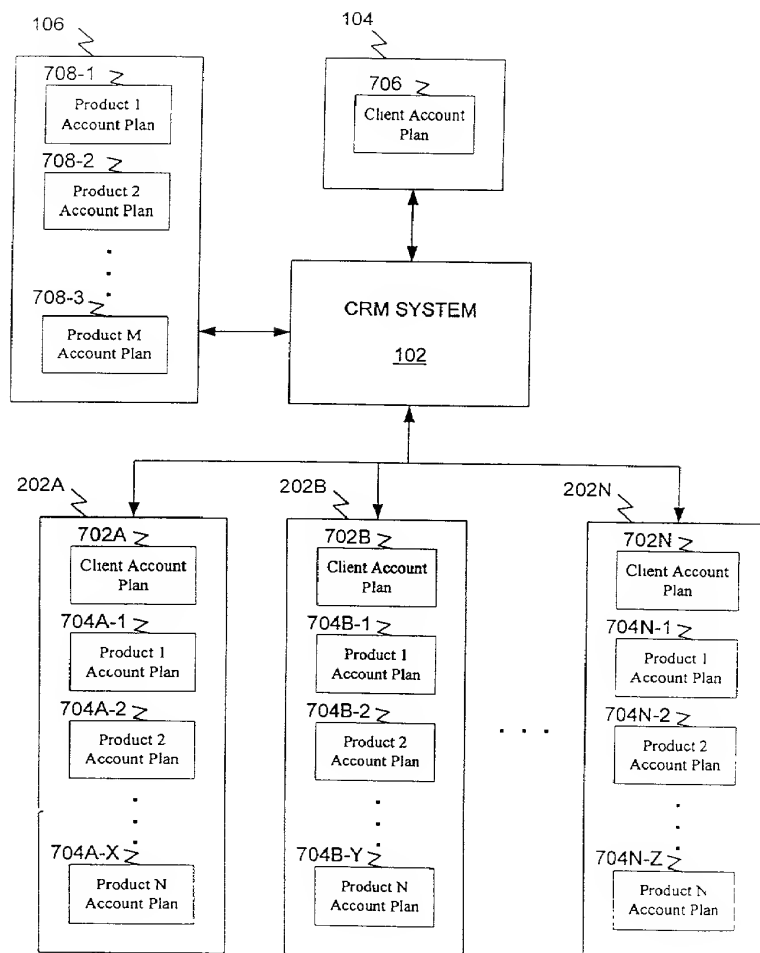 106
708-1
Product 1
Account Plan
708-2
Product 2
Account Plan
708-3
Product M
Account Plan
104
706
Client Account
Plan
CRM SYSTEM
102
202A
702A
Client Account
Plan
704A-1
Product 1
Account Plan
704A-2
Product 2
Account Plan
704A-X
Product N
Account Plan
202B
702B
Client Account
Plan
704B-1
Product 1
Account Plan
704B-2
Product 2
Account Plan
704B-Y
Product N
Account Plan
202N
702N
Client Account
Plan
704N-1
Product 1
Account Plan
704N-2
Product 2
Account Plan
704N-Z
Product N
Account Plan